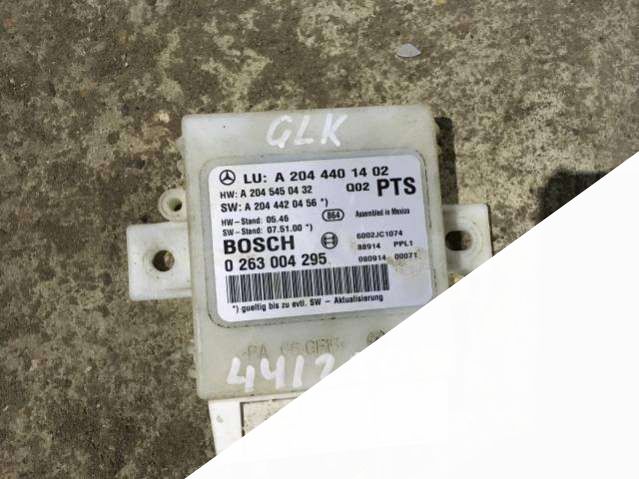 GLK
LU: A 204 440 14 02
HW: A 204 545 04 32 Q02 PTS
SW: A 204 442 04 56 *)
HW-Stand: 05.46 864 Assembled in Mexico
SW-Stand: 07.51.00 *)
BOSCH 6002JC1074
88914 PPL1
0 263 004 295 080914 00071
*) gueltig bis zu evtl. SW - Aktualisierung
4412